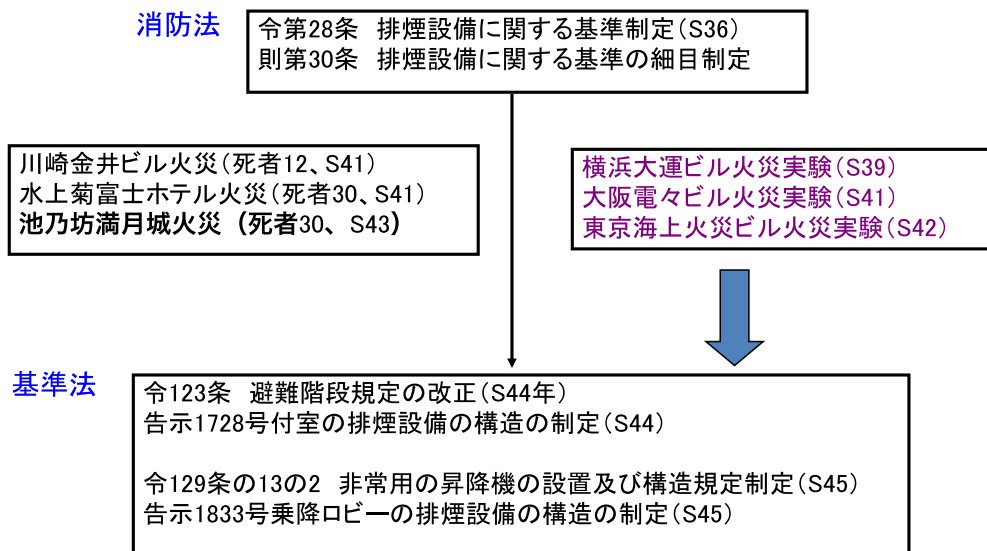 消防法
令第28条　排煙設備に関する基準制定(S36)
則第30条　排煙設備に関する基準の細目制定
川崎金井ビル火災(死者12、S41)
水上菊富士ホテル火災(死者30、S41)
池乃坊満月城火災（死者30、S43）
横浜大運ビル火災実験(S39)
大阪電々ビル火災実験(S41)
東京海上火災ビル火災実験(S42)
基準法
令123条　避難階段規定の改正(S44年)
告示1728号付室の排煙設備の構造の制定(S44)
令129条の13の2　非常用の昇降機の設置及び構造規定制定(S45)
告示1833号乗降ロビーの排煙設備の構造の制定(S45)